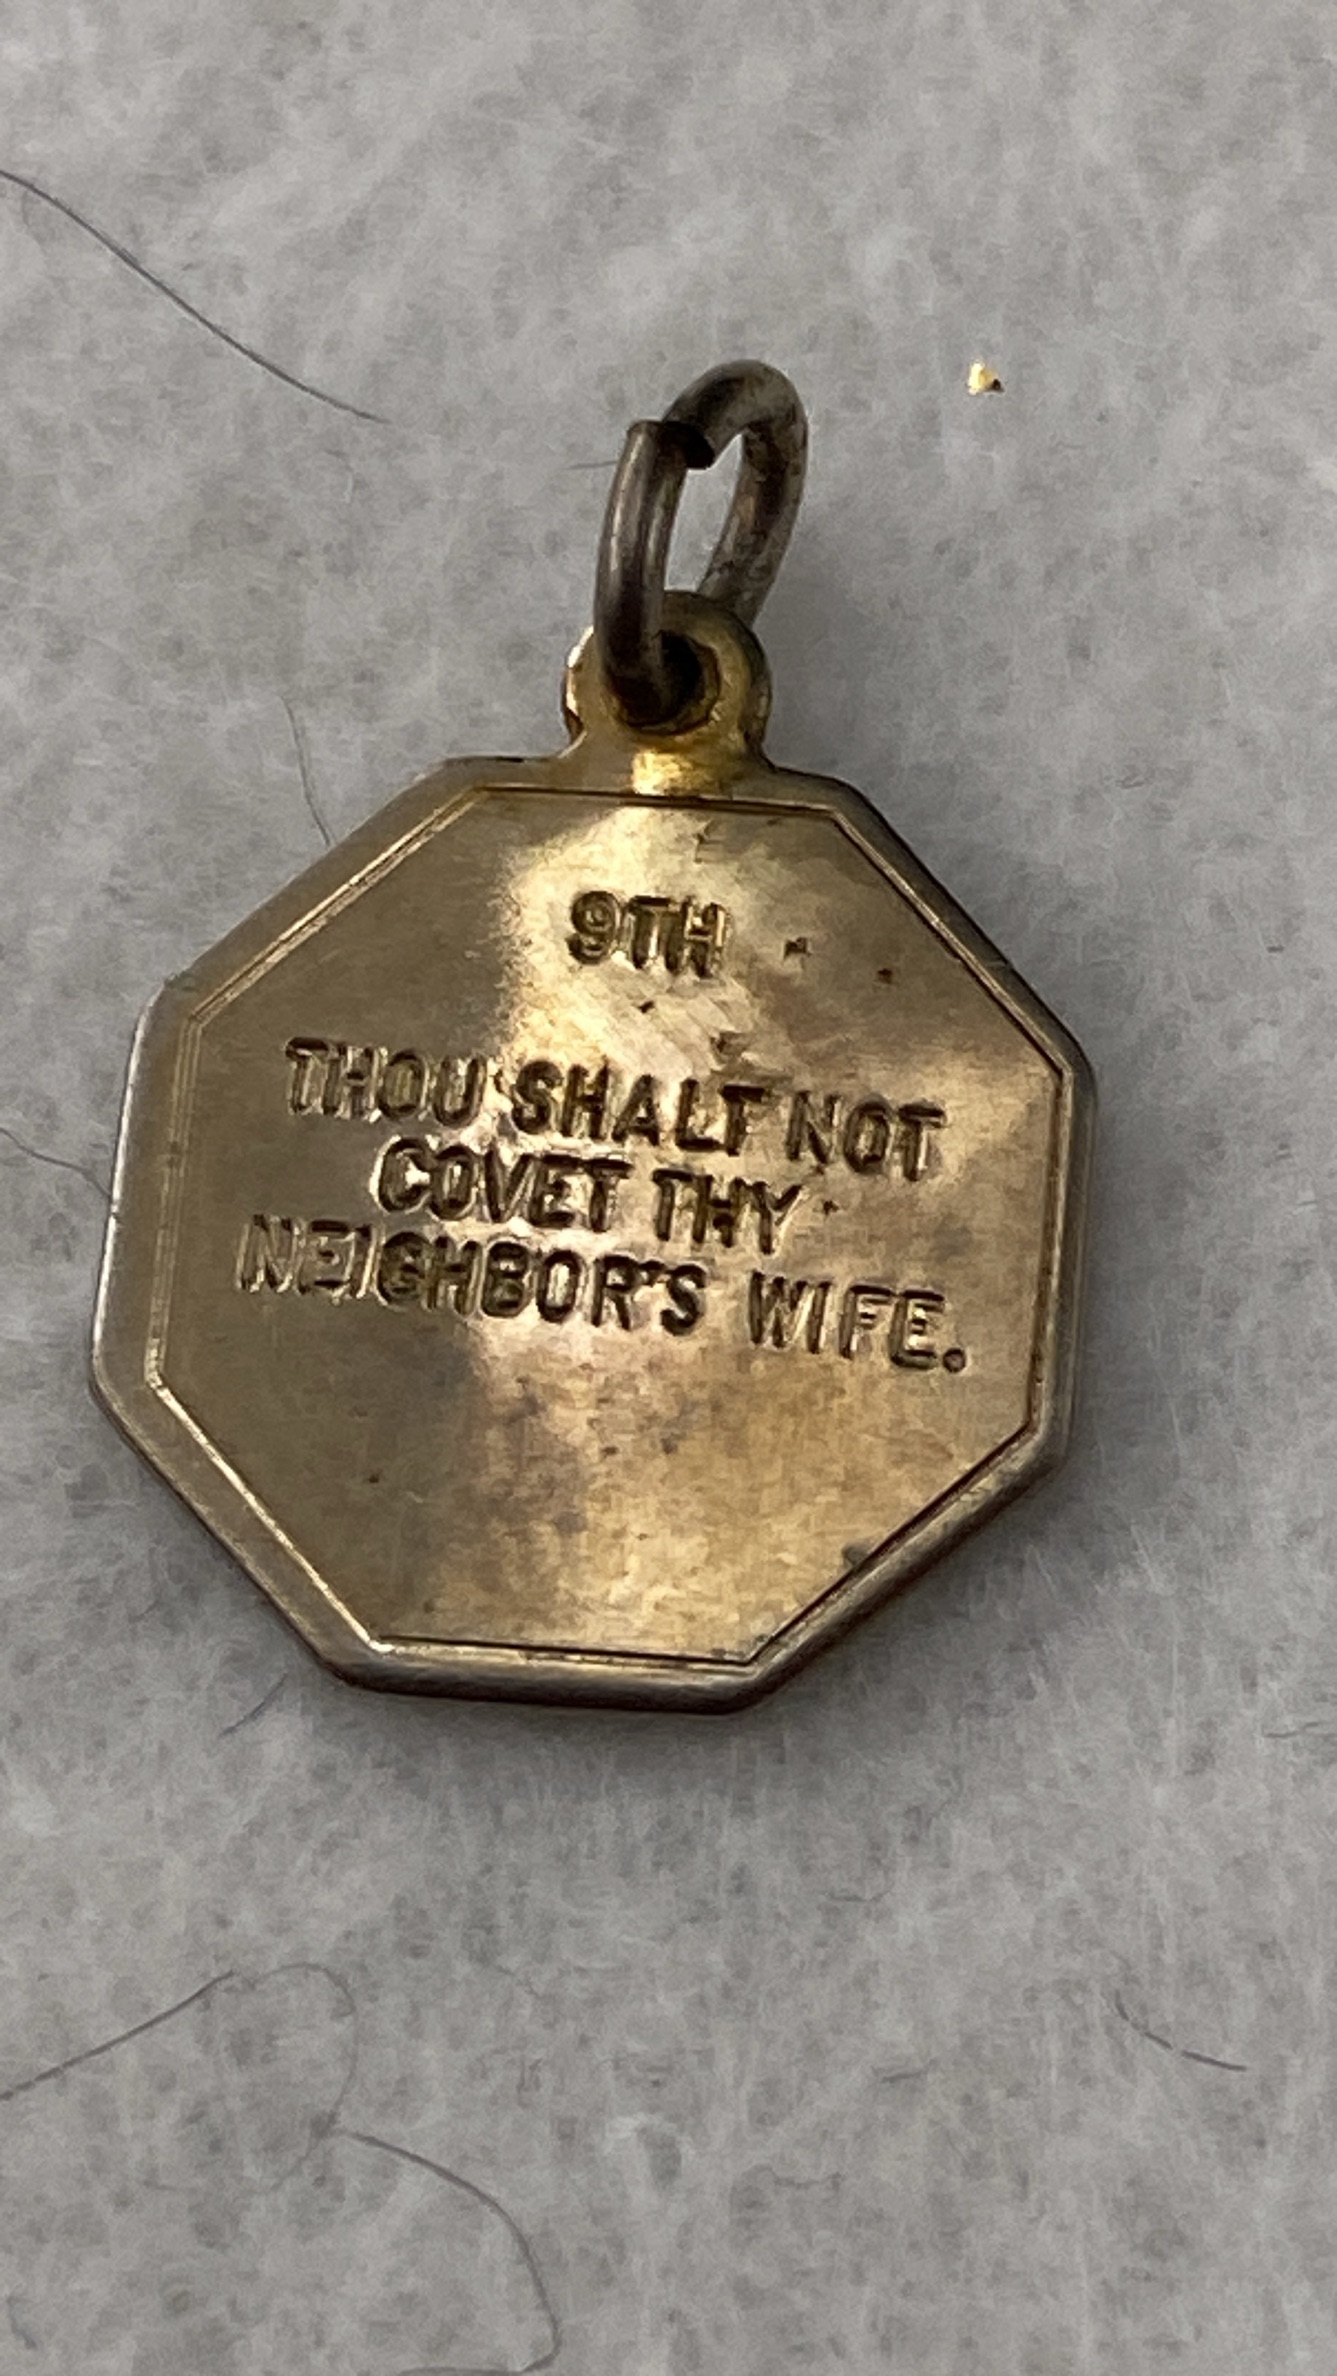 9TH
THOU SHALT NOT
COVET THY
NEIGHBOR'S WIFE.